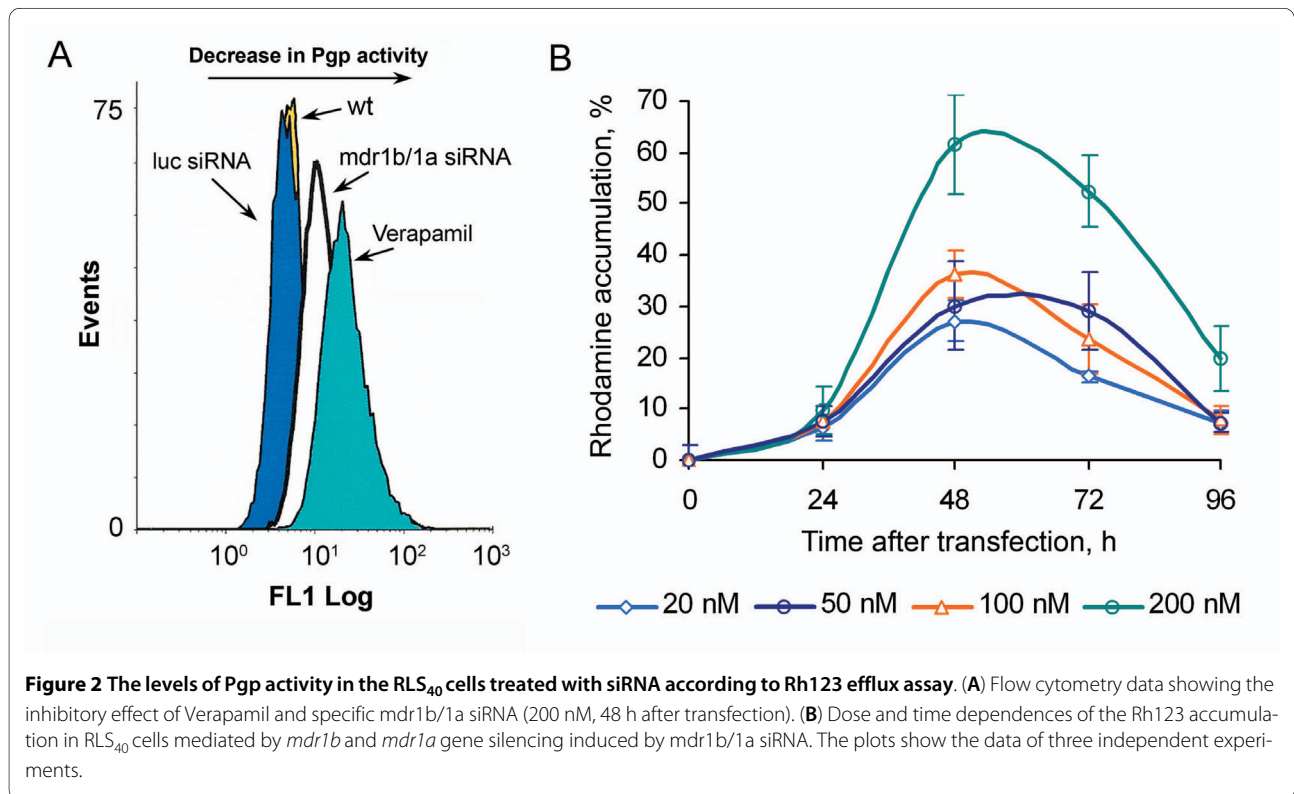 A
Decrease in Pgp activity
75
wt
luc siRNA
mdr1b/1a siRNA
Verapamil
Events
0
10⁰ 10¹ 10² 10³
FL1 Log
B
Rhodamine accumulation, %
70
60
50
40
30
20
10
0
0 24 48 72 96
Time after transfection, h
20 nM 50 nM 100 nM 200 nM
Figure 2 The levels of Pgp activity in the RLS₄₀ cells treated with siRNA according to Rh123 efflux assay. (A) Flow cytometry data showing the
inhibitory effect of Verapamil and specific mdr1b/1a siRNA (200 nM, 48 h after transfection). (B) Dose and time dependences of the Rh123 accumula-
tion in RLS₄₀ cells mediated by mdr1b and mdr1a gene silencing induced by mdr1b/1a siRNA. The plots show the data of three independent experi-
ments.